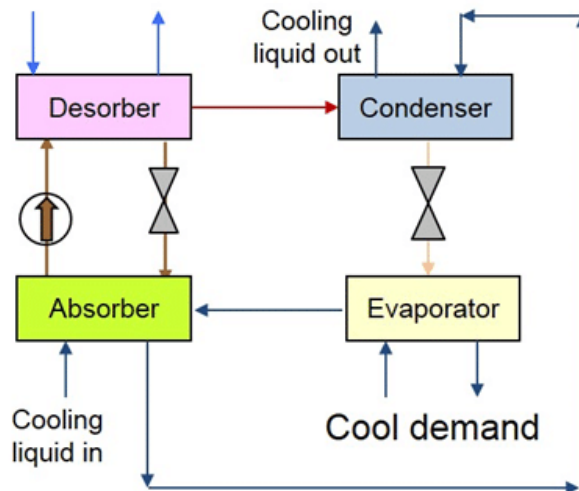 Cooling
liquid out
Desorber
Condenser
Absorber
Evaporator
Cooling
liquid in
Cool demand